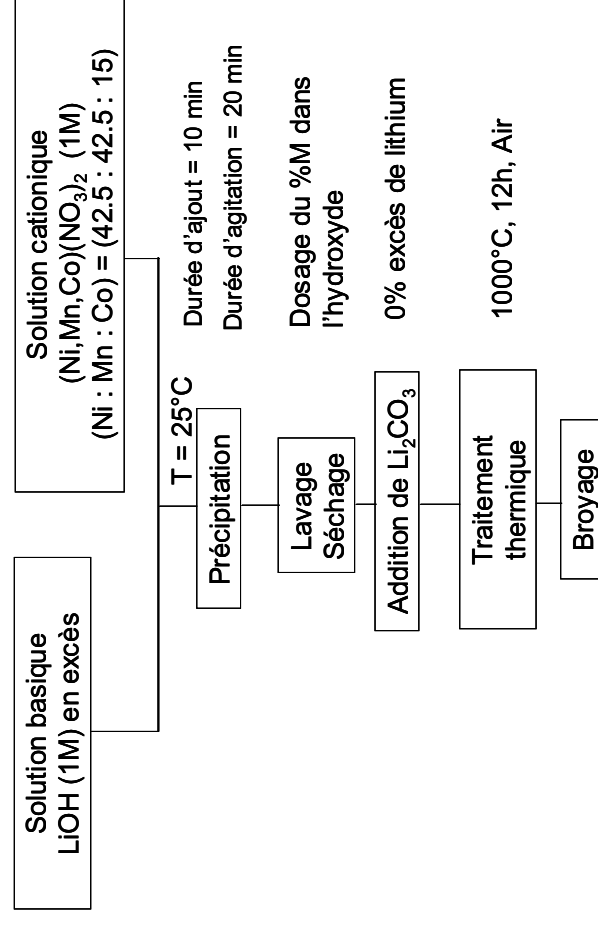 Solution basique
LiOH (1M) en excès
Solution cationique
(Ni,Mn,Co)(NO₃)₂ (1M)
(Ni : Mn : Co) = (42.5 : 42.5 : 15)
T = 25°C
Précipitation
Durée d'ajout = 10 min
Durée d'agitation = 20 min
Lavage
Séchage
Dosage du %M dans
l'hydroxyde
Addition de Li₂CO₃
0% excès de lithium
Traitement
thermique
1000°C, 12h, Air
Broyage